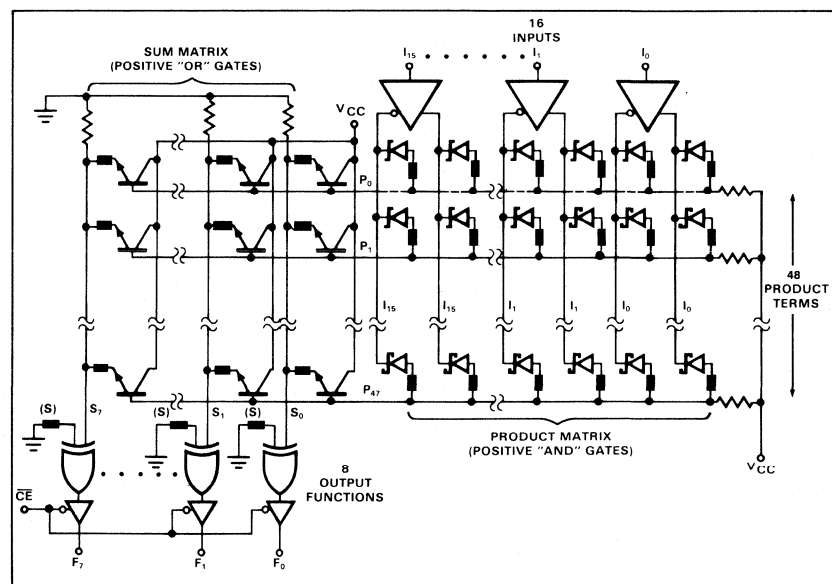 16
INPUTS
SUM MATRIX
(POSITIVE "OR" GATES)
I15 I1 I0
VCC
P0
P1
I15 I15 I1 I1 I0 I0
48
PRODUCT
TERMS
P47
(S) S7 (S) S1 (S) S0
PRODUCT MATRIX
(POSITIVE "AND" GATES)
VCC
8
OUTPUT
FUNCTIONS
C̅E̅
F7 F1 F0